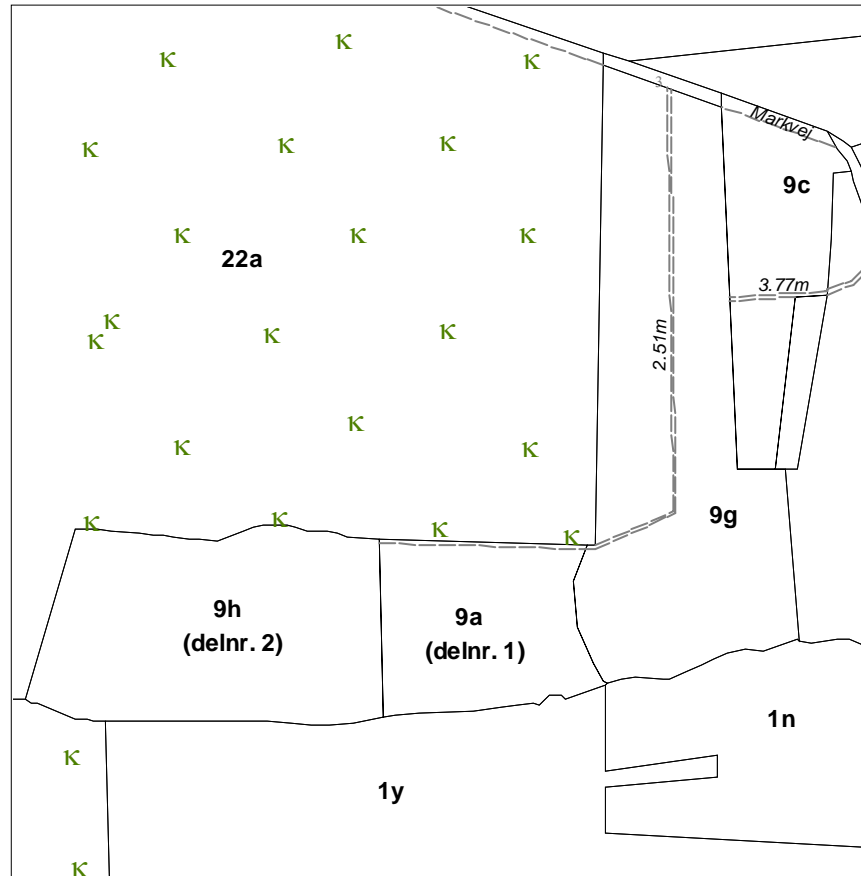 κ κ κ
3
Markvej
κ κ κ
9c
κ κ κ
22a
3.77m
κ
κ κ κ
2.51m
κ
κ κ
9g
κ κ κ κ
9h
(delnr. 2)
9a
(delnr. 1)
1n
κ
1y
κ